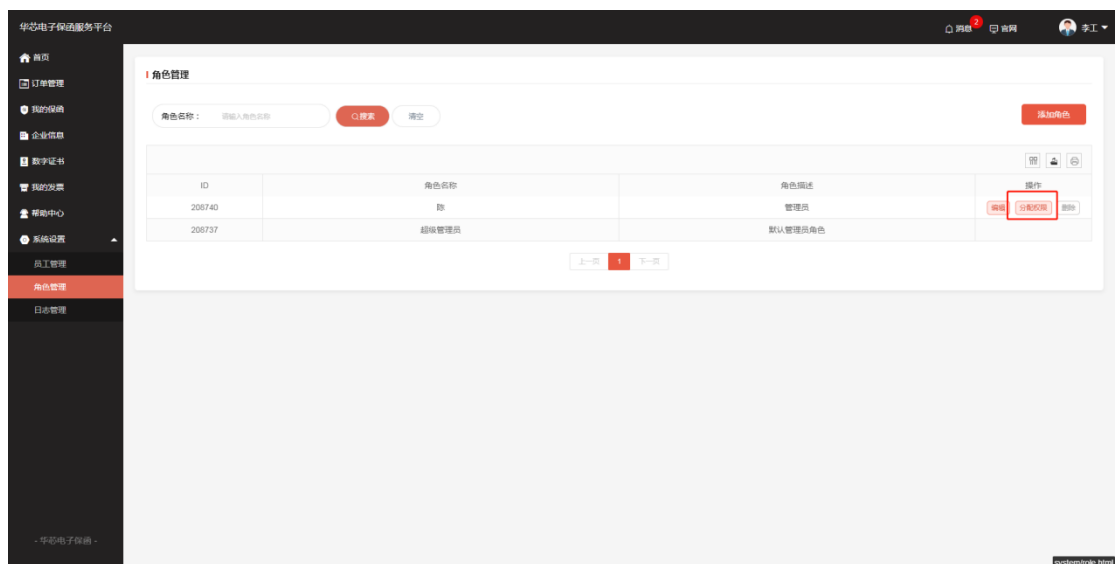 华芯电子保函服务平台
消息 2 官网 李工
首页
订单管理
我的保函
企业信息
数字证书
我的发票
帮助中心
系统设置
员工管理
角色管理
日志管理
- 华芯电子保函 -
角色管理
角色名称： 请输入角色名称 搜索 清空 添加角色
ID 角色名称 角色描述 操作
208740 陈 管理员 编辑 分配权限 删除
208737 超级管理员 默认管理员角色
上一页 1 下一页
system/role.html